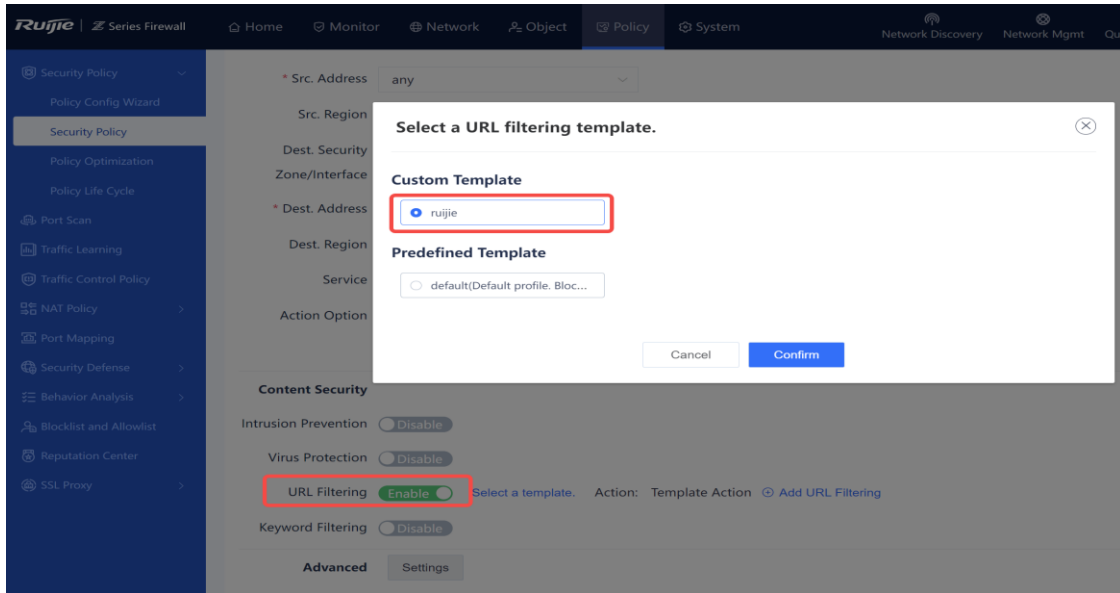 Ruijie | Z Series Firewall
Home Monitor Network Object Policy System Network Discovery Network Mgmt Qu
Security Policy
Policy Config Wizard
Security Policy
Policy Optimization
Policy Life Cycle
Port Scan
Traffic Learning
Traffic Control Policy
NAT Policy
Port Mapping
Security Defense
Behavior Analysis
Blocklist and Allowlist
Reputation Center
SSL Proxy
* Src. Address any
Src. Region
Dest. Security
Zone/Interface
* Dest. Address
Dest. Region
Service
Action Option
Select a URL filtering template.
Custom Template
ruijie
Predefined Template
default(Default profile. Bloc...
Cancel Confirm
Content Security
Intrusion Prevention Disable
Virus Protection Disable
URL Filtering Enable Select a template. Action: Template Action Add URL Filtering
Keyword Filtering Disable
Advanced Settings